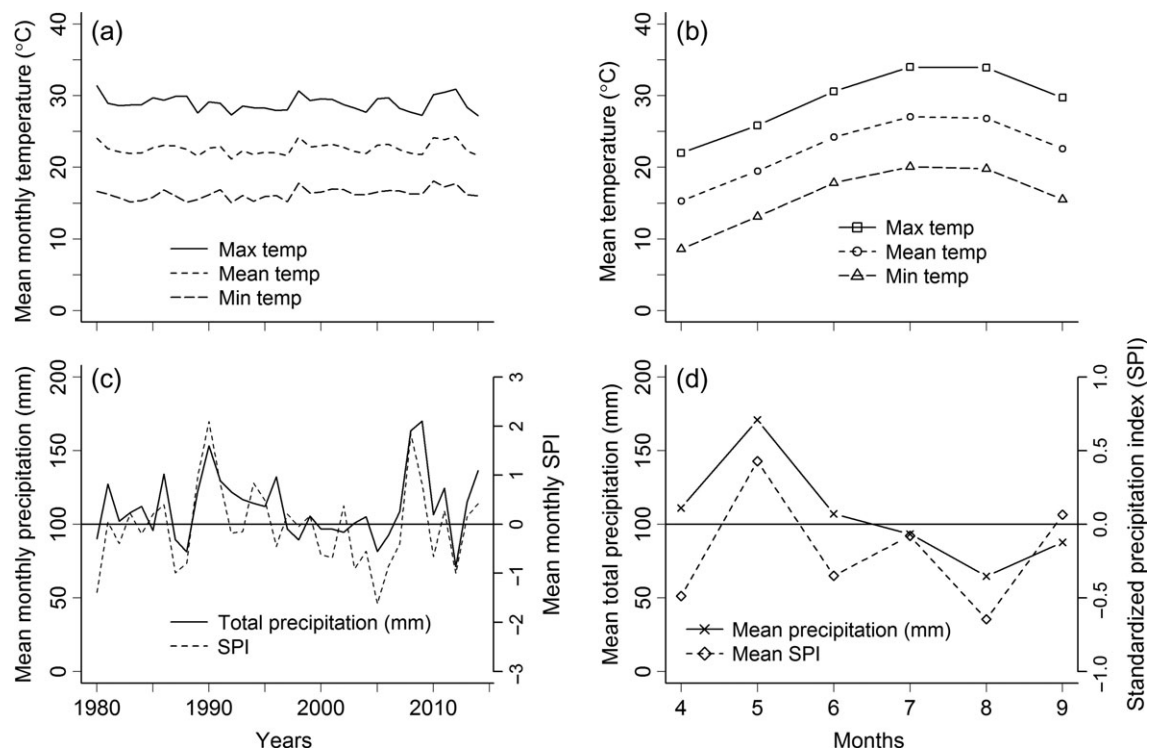 (a)
Mean monthly temperature (°C)
40
30
20
10
0
Max temp
Mean temp
Min temp
(b)
Mean temperature (°C)
40
30
20
10
0
Max temp
Mean temp
Min temp
(c)
Mean monthly precipitation (mm)
200
150
100
50
0
Total precipitation (mm)
SPI
3
2
1
0
−1
−2
−3
Mean monthly SPI
1980
1990
2000
2010
Years
(d)
Mean total precipitation (mm)
200
150
100
50
0
Mean precipitation (mm)
Mean SPI
1.0
0.5
0.0
−0.5
−1.0
Standardized precipitation index (SPI)
4
5
6
7
8
9
Months